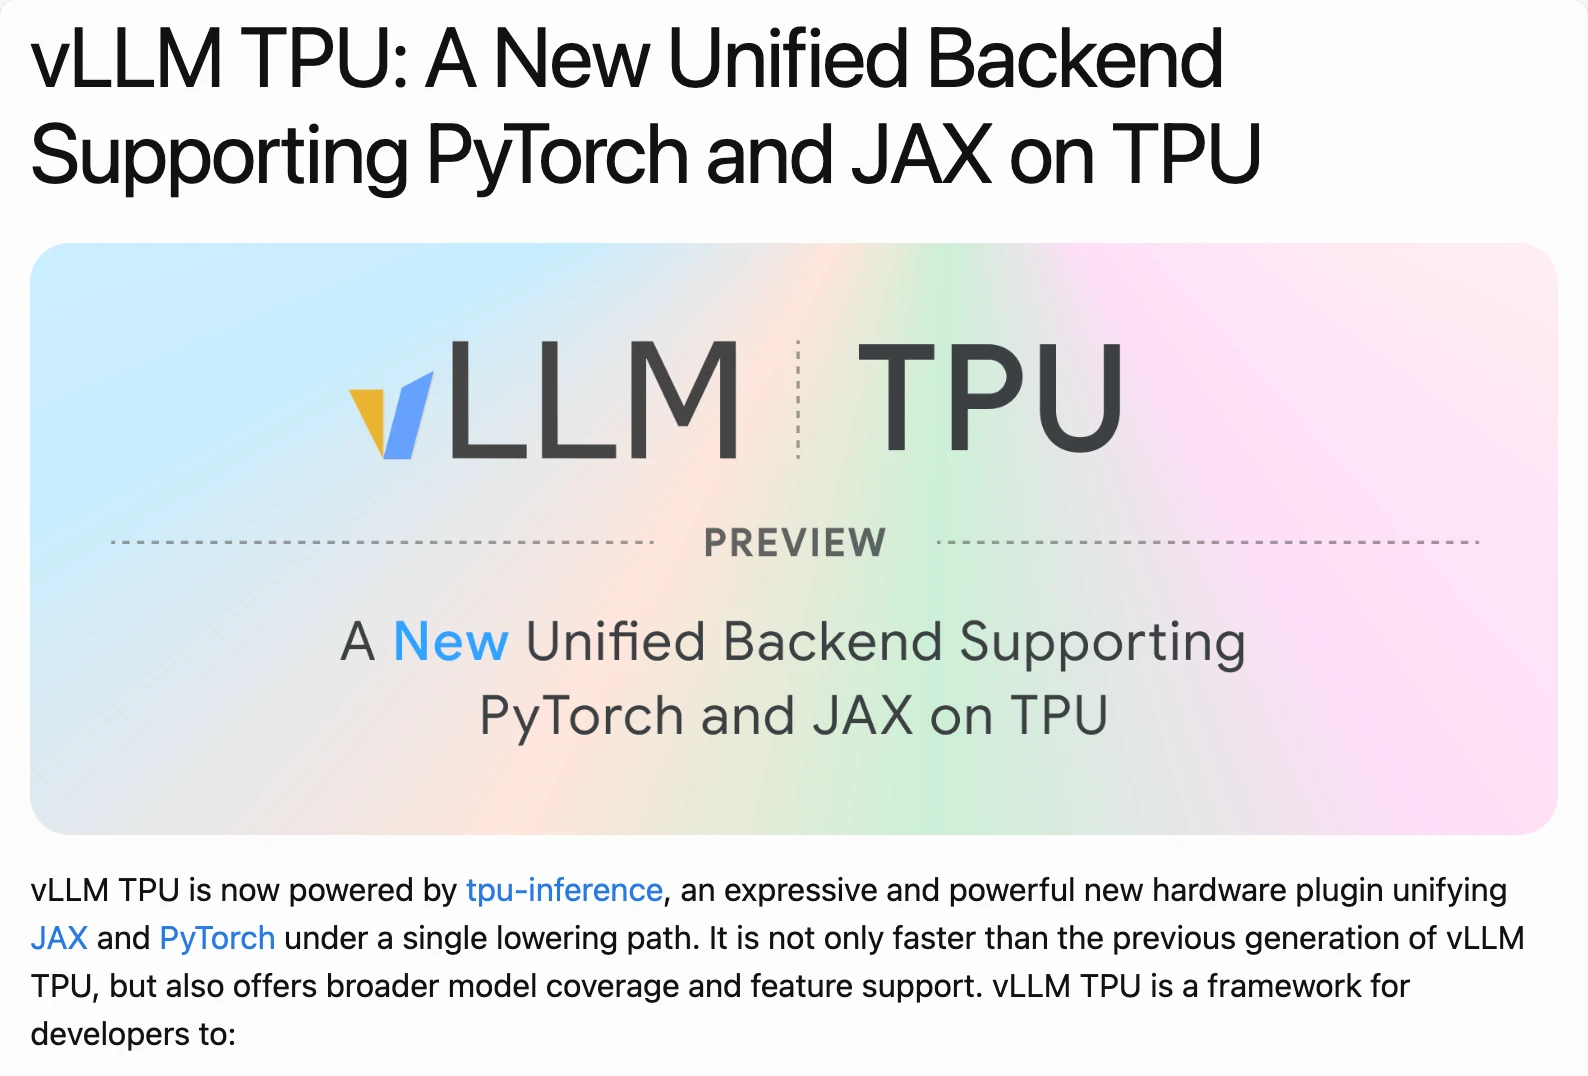 vLLM TPU: A New Unified Backend
Supporting PyTorch and JAX on TPU
vLLM TPU
PREVIEW
A New Unified Backend Supporting
PyTorch and JAX on TPU
vLLM TPU is now powered by tpu-inference, an expressive and powerful new hardware plugin unifying
JAX and PyTorch under a single lowering path. It is not only faster than the previous generation of vLLM
TPU, but also offers broader model coverage and feature support. vLLM TPU is a framework for
developers to: